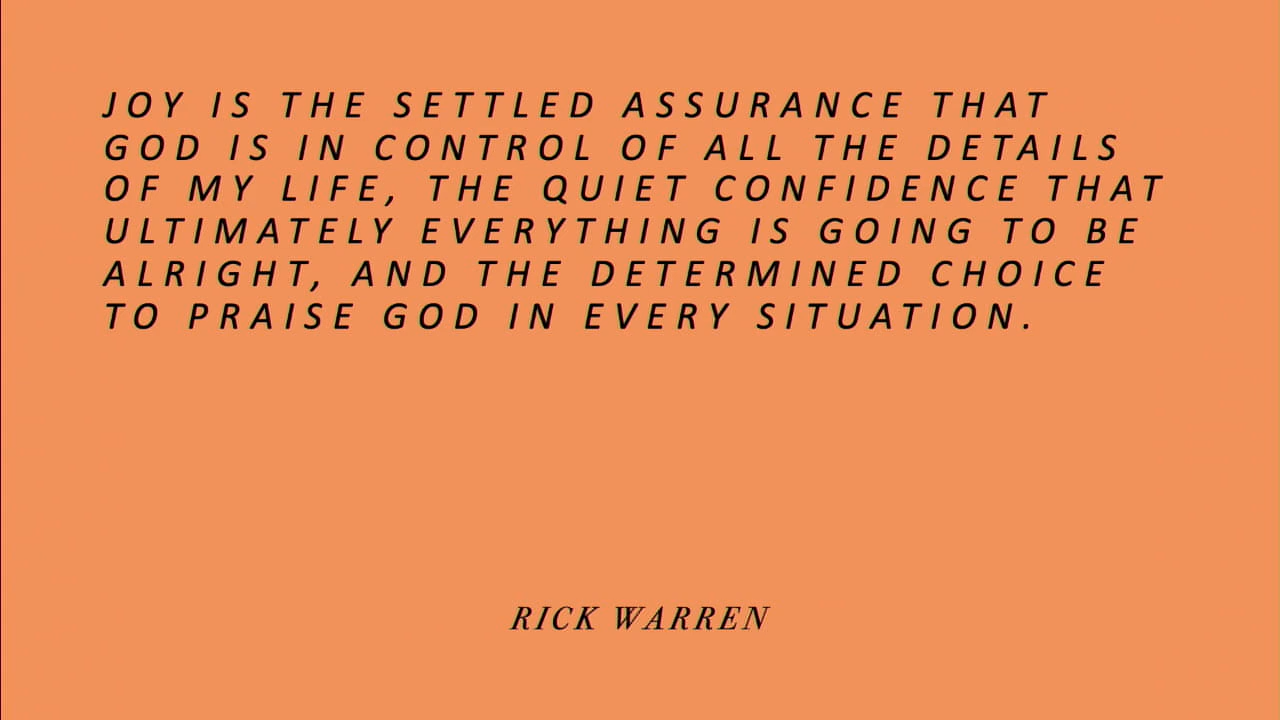 JOY IS THE SETTLED ASSURANCE THAT
GOD IS IN CONTROL OF ALL THE DETAILS
OF MY LIFE, THE QUIET CONFIDENCE THAT
ULTIMATELY EVERYTHING IS GOING TO BE
ALRIGHT, AND THE DETERMINED CHOICE
TO PRAISE GOD IN EVERY SITUATION.
RICK WARREN